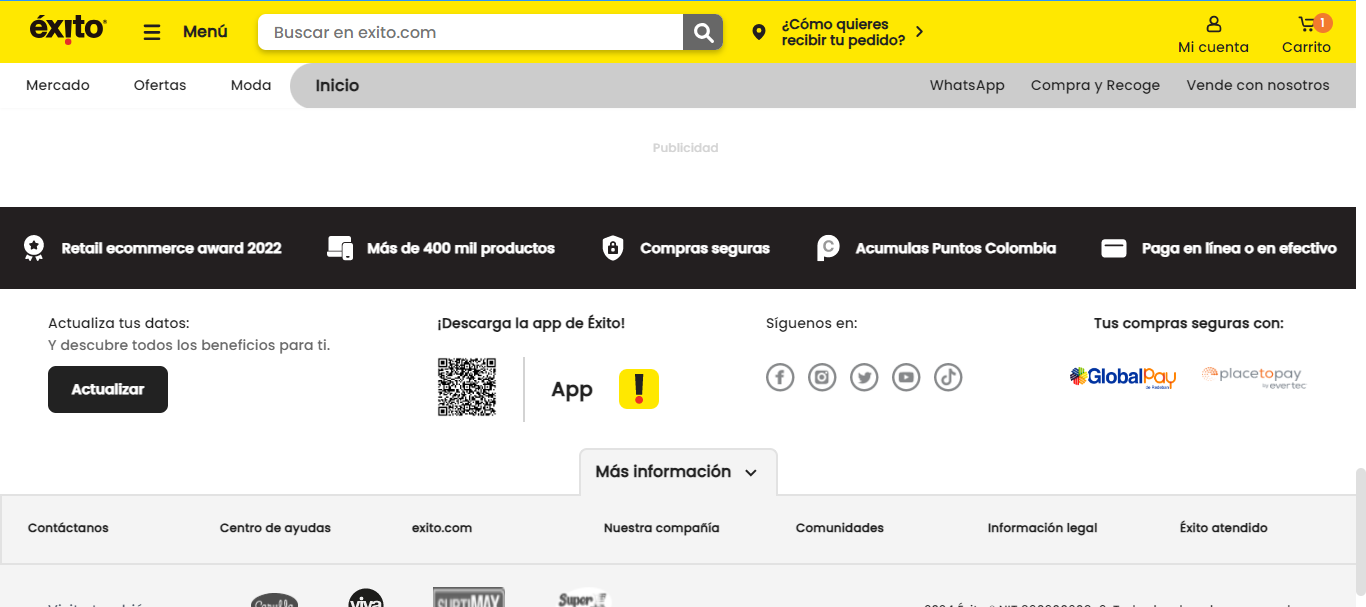 éxito
Menú
Buscar en exito.com
¿Cómo quieres
recibir tu pedido?
Mi cuenta
1
Carrito
Mercado
Ofertas
Moda
Inicio
WhatsApp
Compra y Recoge
Vende con nosotros
Publicidad
Retail ecommerce award 2022
Más de 400 mil productos
Compras seguras
Acumulas Puntos Colombia
Paga en línea o en efectivo
Actualiza tus datos:
Y descubre todos los beneficios para ti.
Actualizar
¡Descarga la app de Éxito!
App
Síguenos en:
Tus compras seguras con:
GlobalPay
placetopay
by evertec
Más información
Contáctanos
Centro de ayudas
exito.com
Nuestra compañía
Comunidades
Información legal
Éxito atendido
viva
SURTIMAX
Super